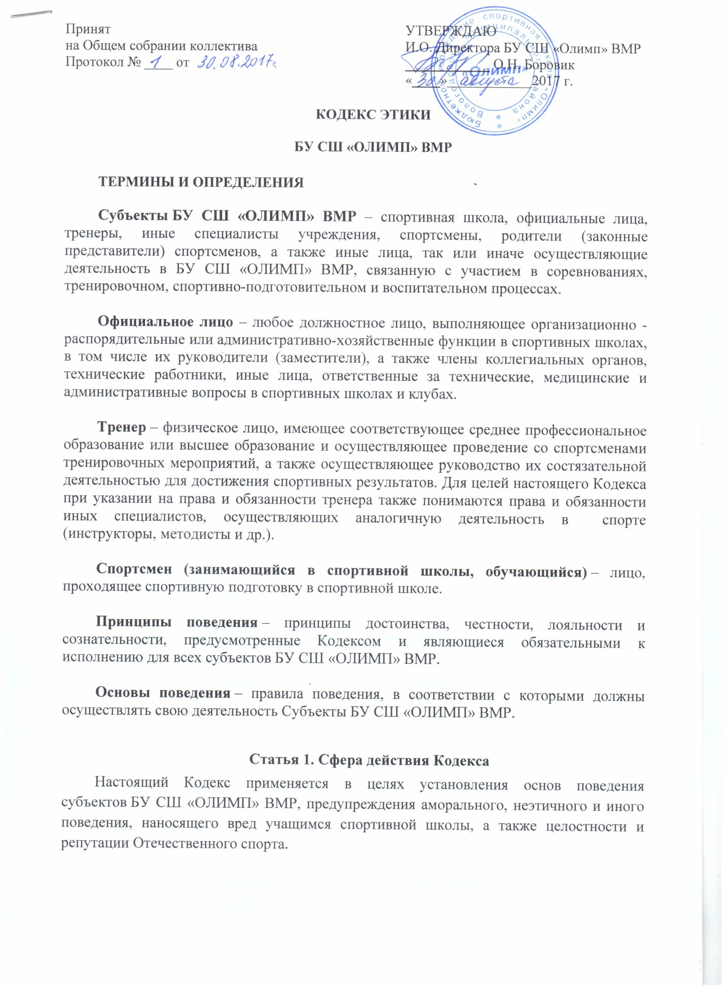 Принят
на Общем собрании коллектива
Протокол № 1 от 30.08.2017г.
УТВЕРЖДАЮ
И.О. Директора БУ СШ «Олимп» ВМР
О.Н. Боровик
«30» августа 2017 г.
Бюджетное учреждение спортивная школа «Олимп»
Вологодского муниципального района
«Олимп»
КОДЕКС ЭТИКИ
БУ СШ «ОЛИМП» ВМР
ТЕРМИНЫ И ОПРЕДЕЛЕНИЯ
Субъекты БУ СШ «ОЛИМП» ВМР – спортивная школа, официальные лица,
тренеры, иные специалисты учреждения, спортсмены, родители (законные
представители) спортсменов, а также иные лица, так или иначе осуществляющие
деятельность в БУ СШ «ОЛИМП» ВМР, связанную с участием в соревнованиях,
тренировочном, спортивно-подготовительном и воспитательном процессах.
Официальное лицо – любое должностное лицо, выполняющее организационно -
распорядительные или административно-хозяйственные функции в спортивных школах,
в том числе их руководители (заместители), а также члены коллегиальных органов,
технические работники, иные лица, ответственные за технические, медицинские и
административные вопросы в спортивных школах и клубах.
Тренер – физическое лицо, имеющее соответствующее среднее профессиональное
образование или высшее образование и осуществляющее проведение со спортсменами
тренировочных мероприятий, а также осуществляющее руководство их состязательной
деятельностью для достижения спортивных результатов. Для целей настоящего Кодекса
при указании на права и обязанности тренера также понимаются права и обязанности
иных специалистов, осуществляющих аналогичную деятельность в спорте
(инструкторы, методисты и др.).
Спортсмен (занимающийся в спортивной школы, обучающийся) – лицо,
проходящее спортивную подготовку в спортивной школе.
Принципы поведения – принципы достоинства, честности, лояльности и
сознательности, предусмотренные Кодексом и являющиеся обязательными к
исполнению для всех субъектов БУ СШ «ОЛИМП» ВМР.
Основы поведения – правила поведения, в соответствии с которыми должны
осуществлять свою деятельность Субъекты БУ СШ «ОЛИМП» ВМР.
Статья 1. Сфера действия Кодекса
Настоящий Кодекс применяется в целях установления основ поведения
субъектов БУ СШ «ОЛИМП» ВМР, предупреждения аморального, неэтичного и иного
поведения, наносящего вред учащимся спортивной школы, а также целостности и
репутации Отечественного спорта.